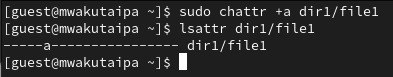 [guest@mwakutaipa ~]$ sudo chattr +a dir1/file1
[guest@mwakutaipa ~]$ lsattr dir1/file1
-----a---------------- dir1/file1
[guest@mwakutaipa ~]$